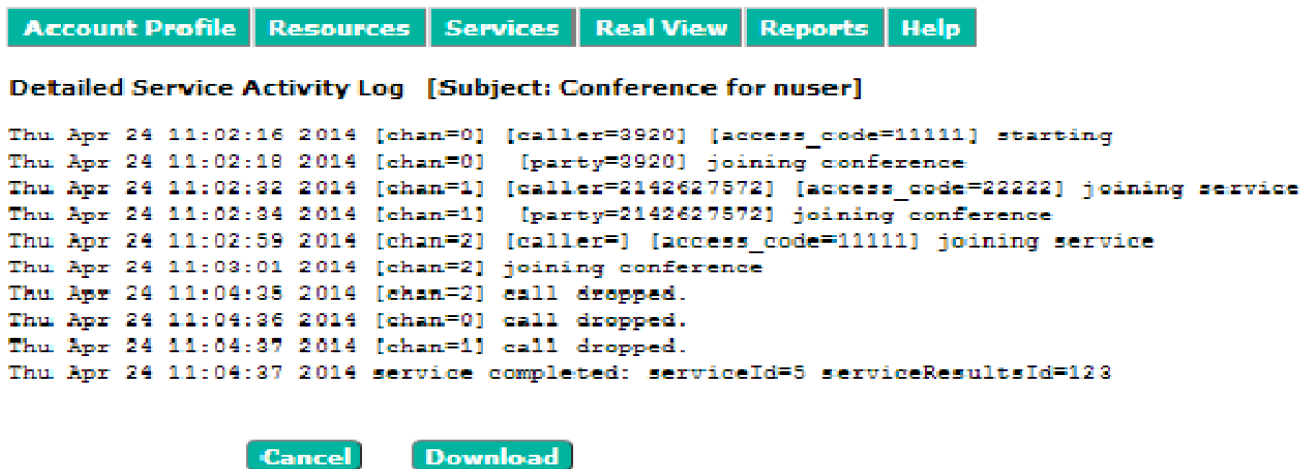 Account Profile Resources Services Real View Reports Help
Detailed Service Activity Log [Subject: Conference for nuser]
Thu Apr 24 11:02:16 2014 [chan=0] [caller=3920] [access_code=11111] starting
Thu Apr 24 11:02:18 2014 [chan=0] [party=3920] joining conference
Thu Apr 24 11:02:32 2014 [chan=1] [caller=2142627572] [access_code=22222] joining service
Thu Apr 24 11:02:34 2014 [chan=1] [party=2142627572] joining conference
Thu Apr 24 11:02:59 2014 [chan=2] [caller=] [access_code=11111] joining service
Thu Apr 24 11:03:01 2014 [chan=2] joining conference
Thu Apr 24 11:04:35 2014 [chan=2] call dropped.
Thu Apr 24 11:04:36 2014 [chan=0] call dropped.
Thu Apr 24 11:04:37 2014 [chan=1] call dropped.
Thu Apr 24 11:04:37 2014 service completed: serviceId=5 serviceResultsId=123
Cancel Download